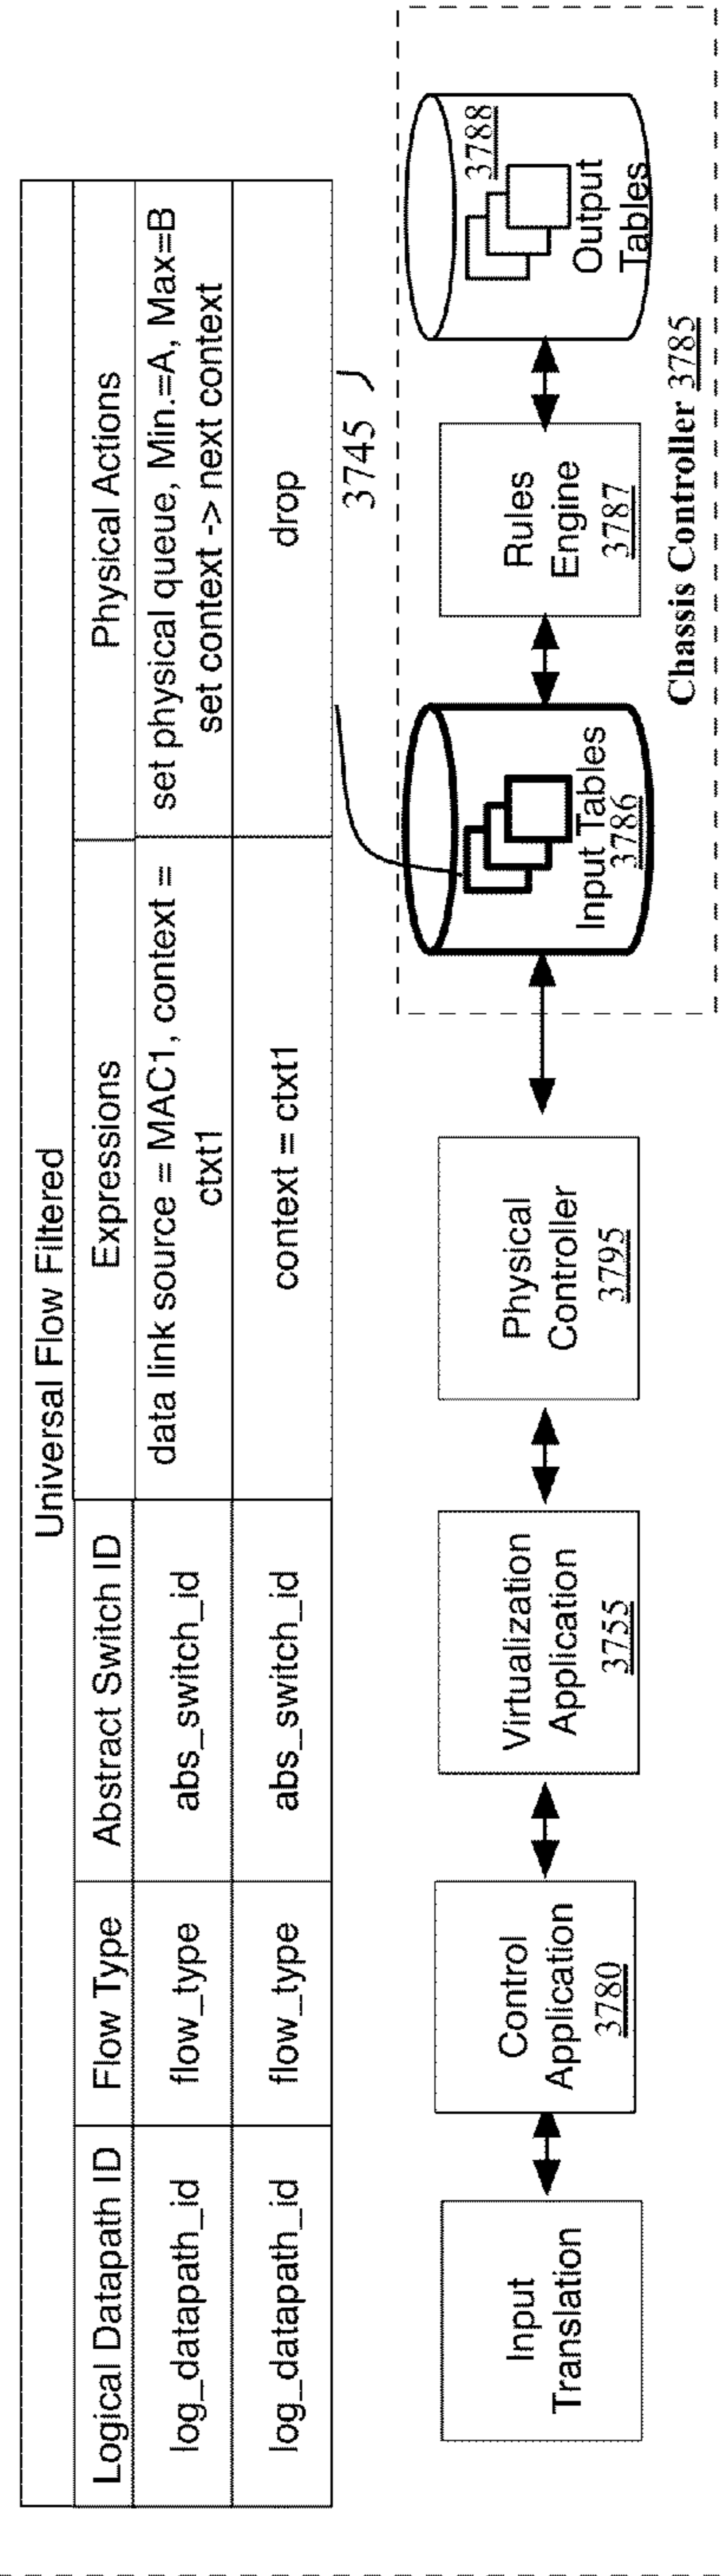 Universal Flow Filtered
Logical Datapath ID
Flow Type
Abstract Switch ID
Expressions
Physical Actions
log_datapath_id
flow_type
abs_switch_id
data link source = MAC1, context =
ctxt1
set physical queue, Min.=A, Max=B
set context -> next context
log_datapath_id
flow_type
abs_switch_id
context = ctxt1
drop
3745
Input
Translation
Control
Application
3780
Virtualization
Application
3755
Physical
Controller
3795
Input Tables
3786
Rules
Engine
3787
3788
Output
Tables
Chassis Controller 3785